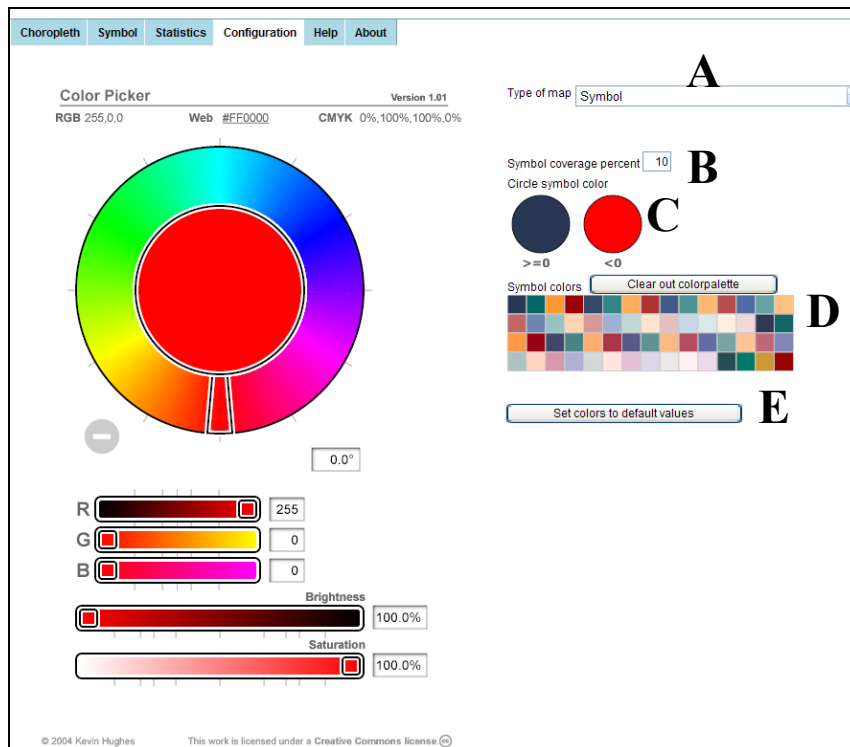 Choropleth Symbol Statistics Configuration Help About
Color Picker Version 1.01
RGB 255,0,0 Web #FF0000 CMYK 0%,100%,100%,0%
0.0°
R 255
G 0
B 0
Brightness
100.0%
Saturation
100.0%
© 2004 Kevin Hughes This work is licensed under a Creative Commons license. cc
A
Type of map Symbol
Symbol coverage percent 10 B
Circle symbol color
C
>=0 <0
Symbol colors Clear out colorpalette
D
Set colors to default values E